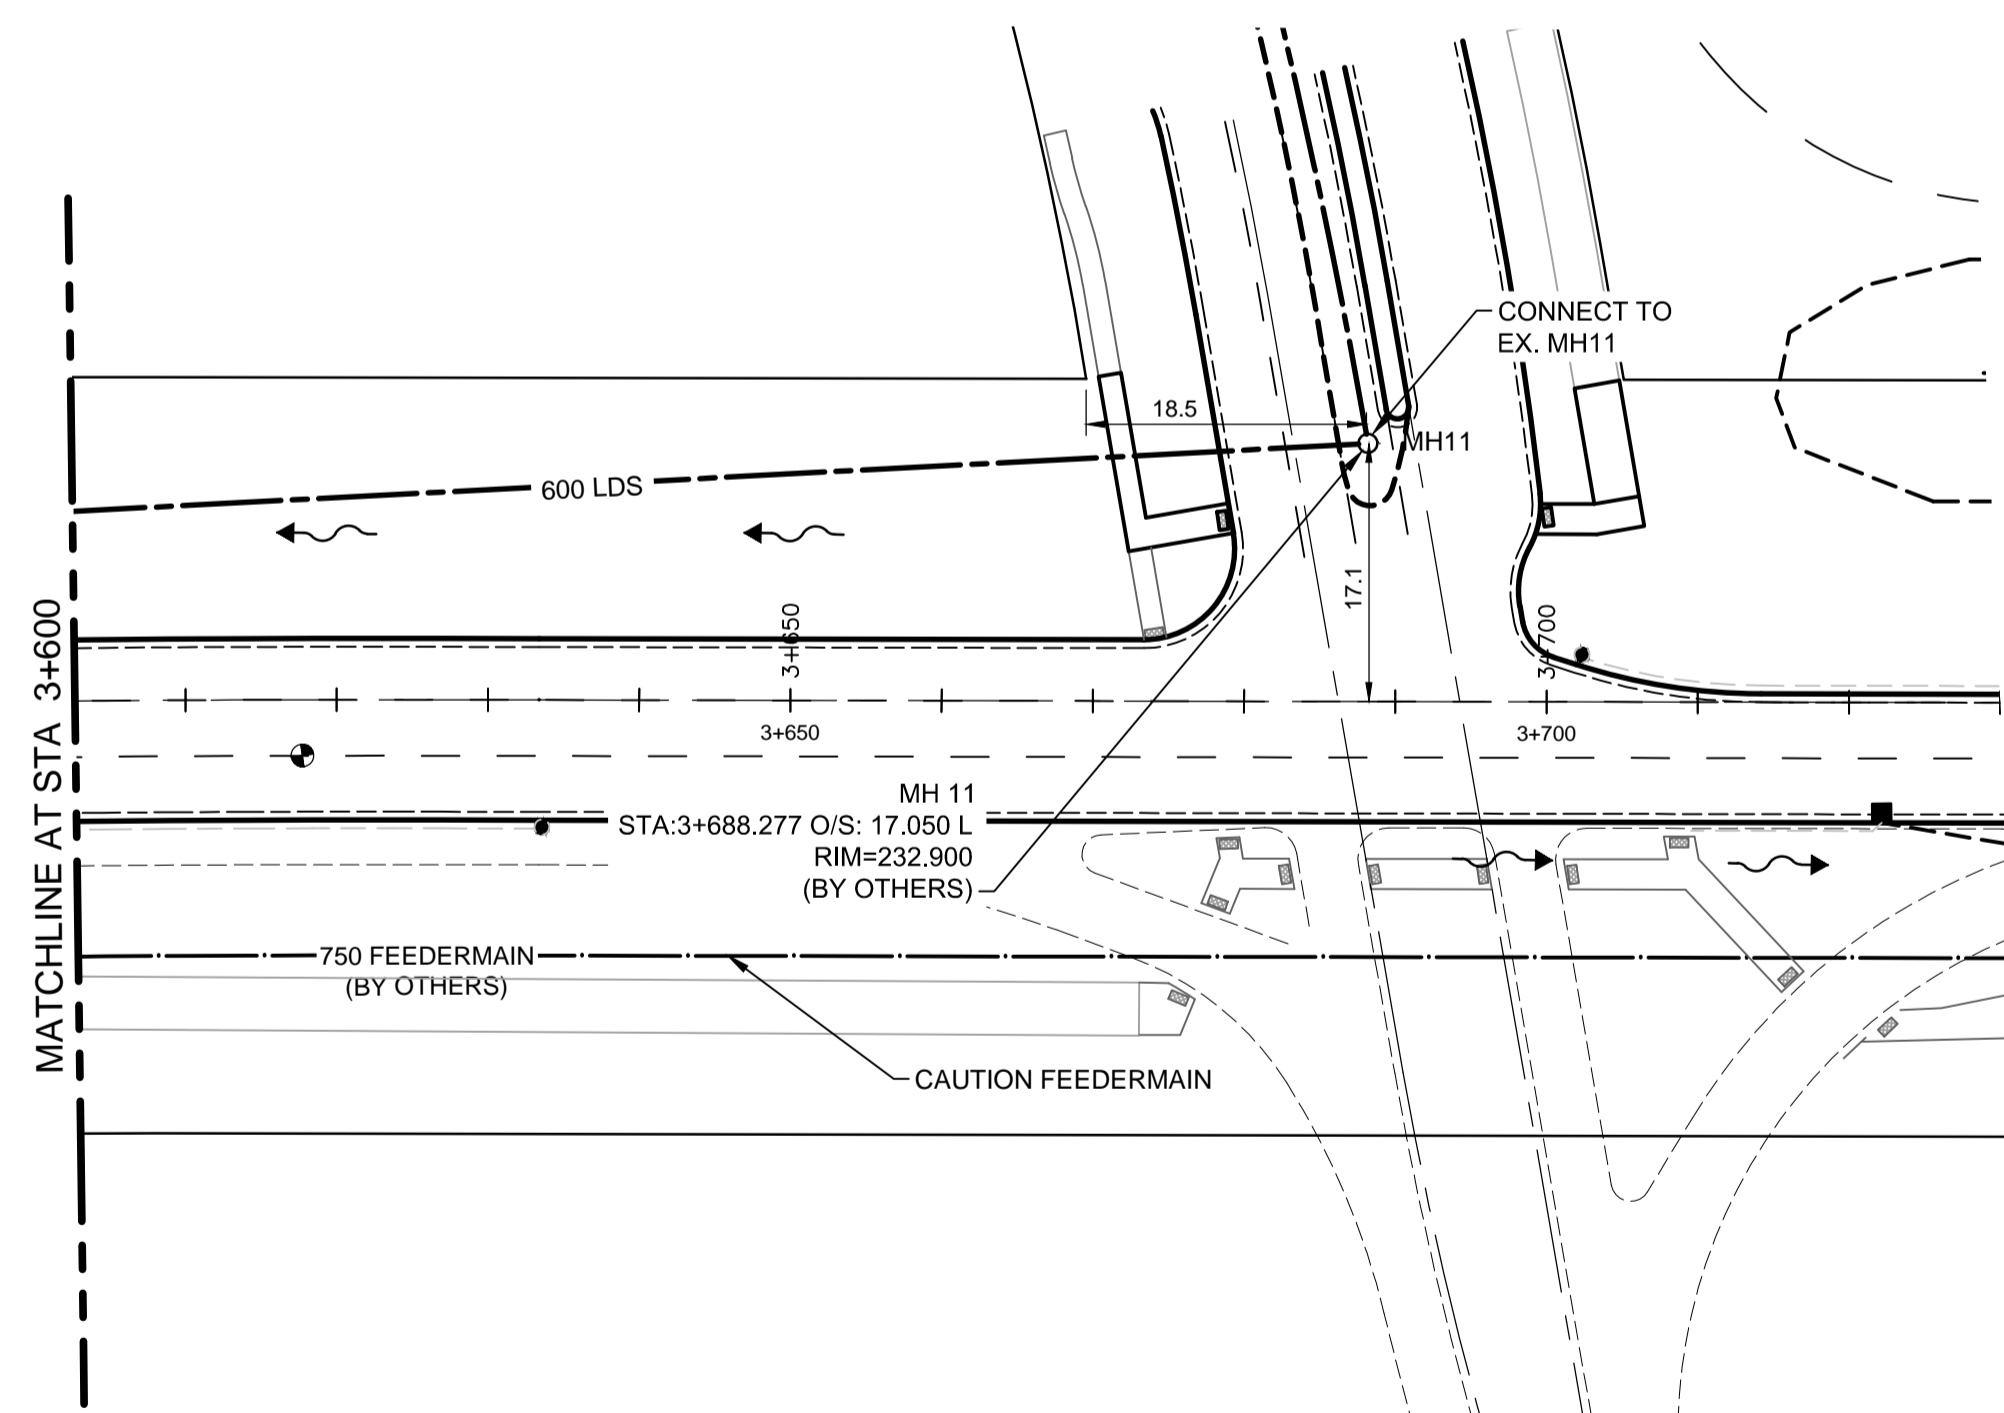 CONNECT TO
EX. MH11
18.5
MH11
600 LDS
17.1
3+650
3+700
MATCHLINE AT STA 3+600
3+650
3+700
MH 11
STA:3+688.277 O/S: 17.050 L
RIM=232.900
(BY OTHERS)
750 FEEDERMAIN
(BY OTHERS)
CAUTION FEEDERMAIN